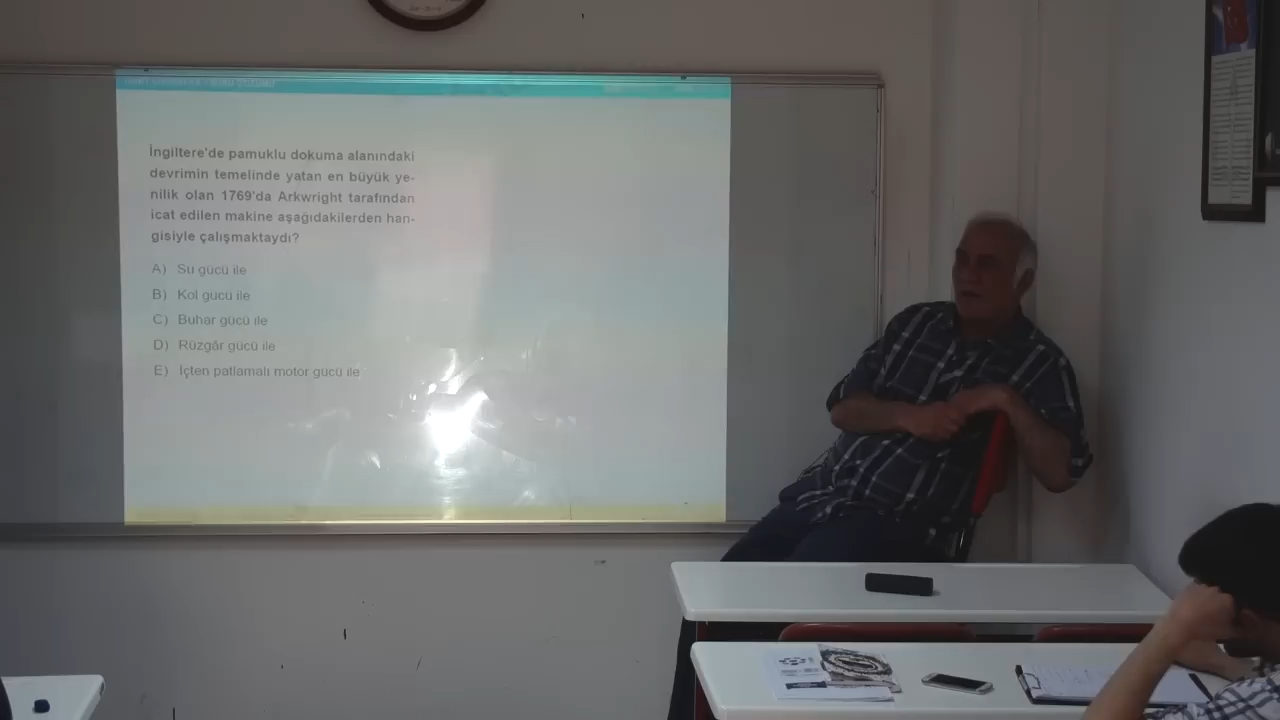 İngiltere'de pamuklu dokuma alanındaki
devrimin temelinde yatan en büyük ye-
nilik olan 1769'da Arkwright tarafından
icat edilen makine aşağıdakilerden han-
gisiyle çalışmaktaydı?
A) Su gücü ile
B) Kol gücü ile
C) Buhar gücü ile
D) Rüzgâr gücü ile
E) İçten patlamalı motor gücü ile